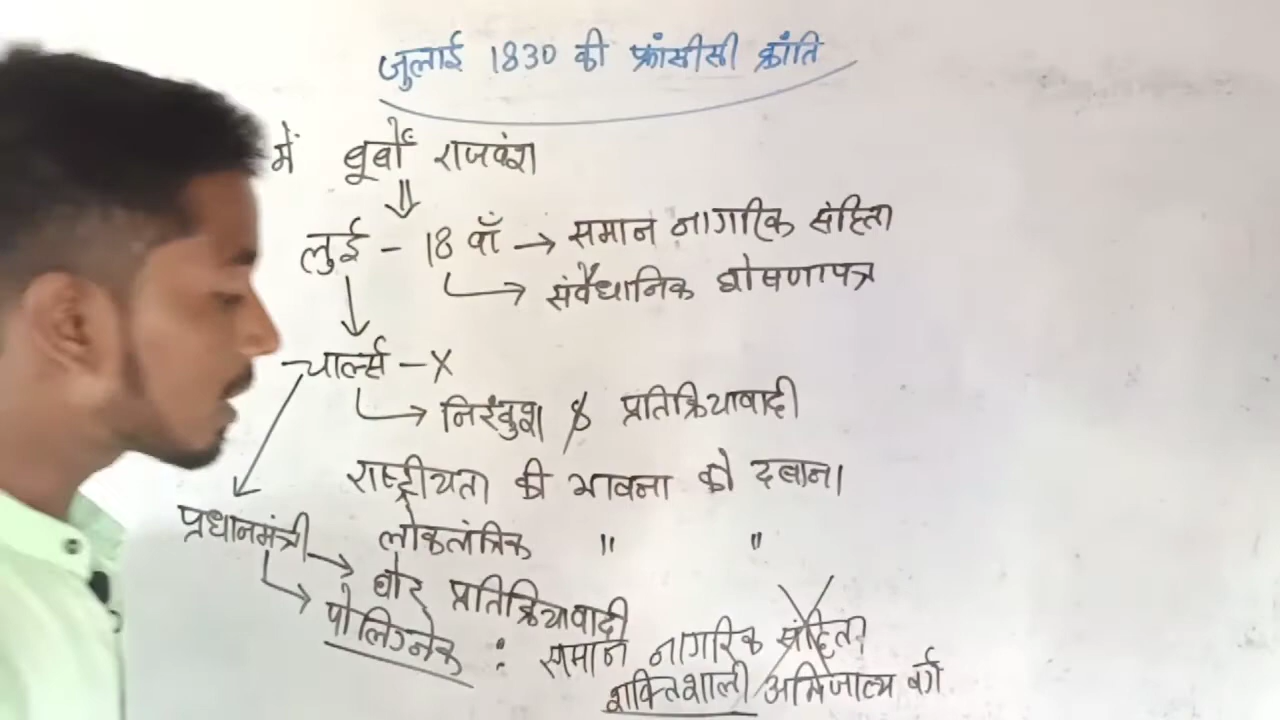 जुलाई 1830 की फ्रांसीसी क्रांति
में बूर्बों राजवंश
लुई - 18 वाँ → समान नागरिक संहिता
→ संवैधानिक घोषणापत्र
चार्ल्स - X
→ निरंकुश & प्रतिक्रियावादी
राष्ट्रीयता की भावना को दबाना
लोकतंत्रिक " "
प्रधानमंत्री → घोर प्रतिक्रियावादी
→ पोलिग्नेक : समान नागरिक संहिता
शक्तिशाली अभिजात्य वर्ग